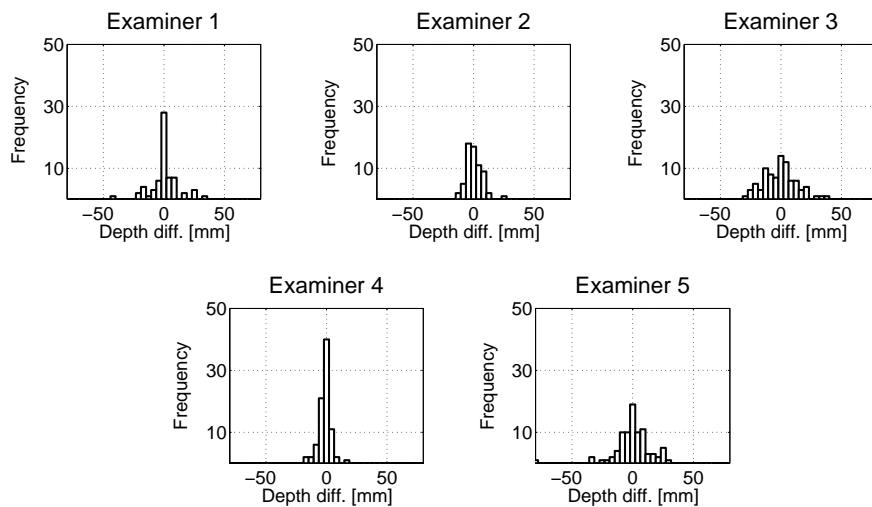 Examiner 1
50
30
10
Frequency
−50 0 50
Depth diff. [mm]
Examiner 2
50
30
10
Frequency
−50 0 50
Depth diff. [mm]
Examiner 3
50
30
10
Frequency
−50 0 50
Depth diff. [mm]
Examiner 4
50
30
10
Frequency
−50 0 50
Depth diff. [mm]
Examiner 5
50
30
10
Frequency
−50 0 50
Depth diff. [mm]